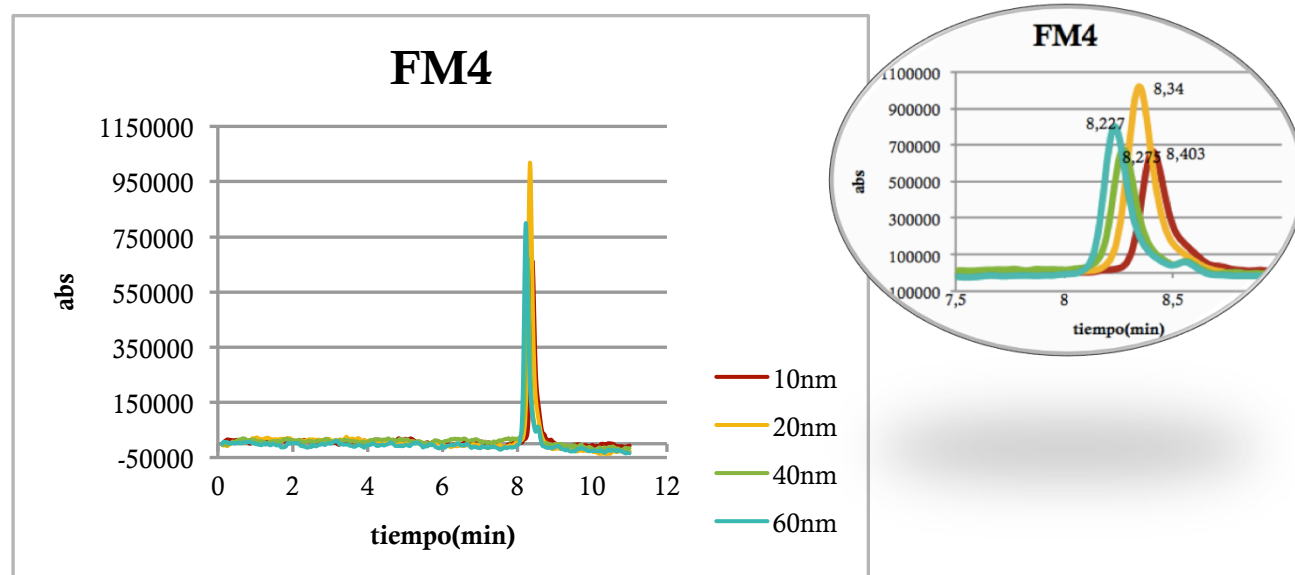 FM4
1150000
950000
750000
550000
350000
150000
-50000
0 2 4 6 8 10 12
abs
tiempo(min)
10nm
20nm
40nm
60nm
FM4
1100000
900000
700000
500000
300000
100000
100000
7,5 8 8,5
8,34
8,227
8,275
8,403
abs
tiempo(min)